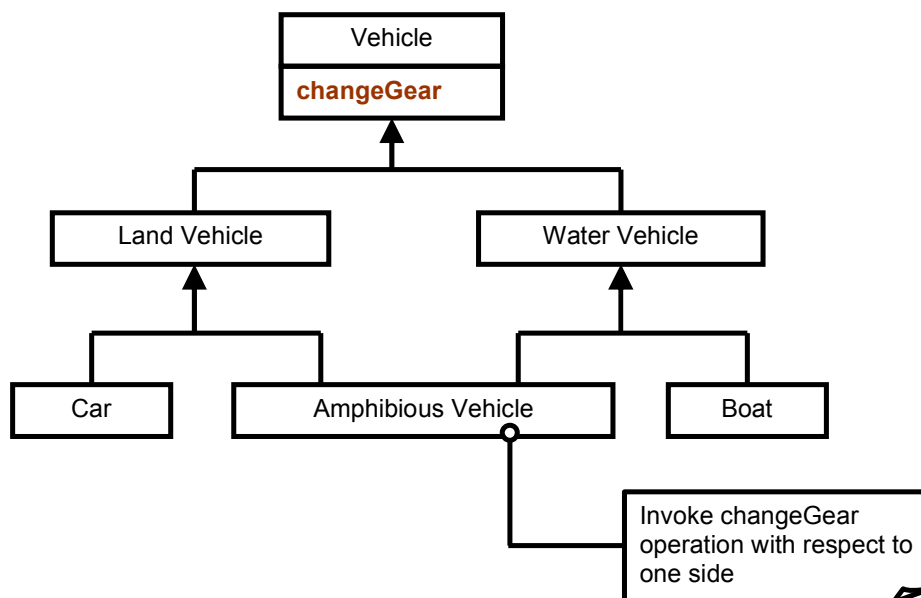 Vehicle
changeGear
Land Vehicle
Water Vehicle
Car
Amphibious Vehicle
Boat
Invoke changeGear
operation with respect to
one side